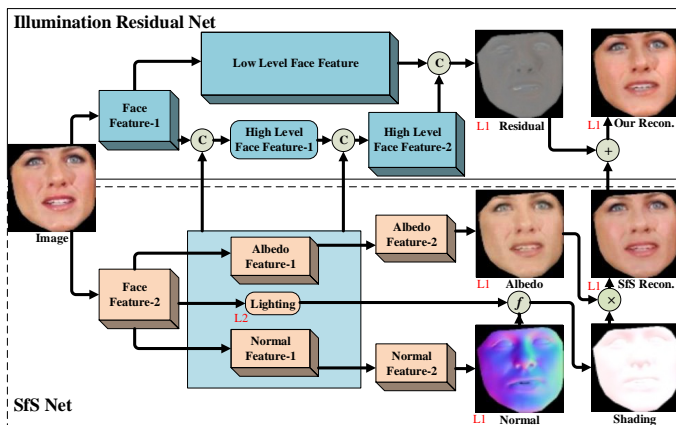 Illumination Residual Net
Low Level Face Feature
C
Face
Feature-1
C
High Level
Face Feature-1
C
High Level
Face Feature-2
L1 Residual
L1 Our Recon.
+
Image
Albedo
Feature-1
Albedo
Feature-2
L1 Albedo
L1 SfS Recon.
Face
Feature-2
Lighting
L2
f
×
Normal
Feature-1
Normal
Feature-2
L1 Normal
Shading
SfS Net